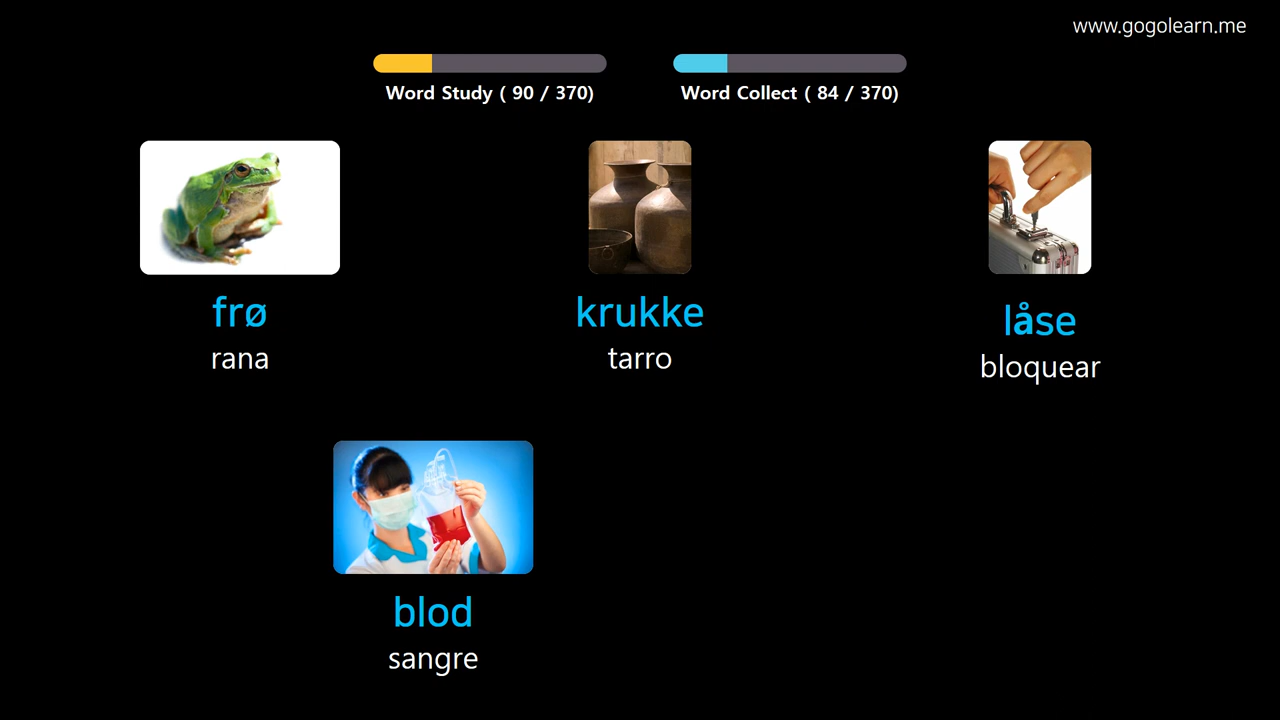 www.gogolearn.me
Word Study ( 90 / 370)
Word Collect ( 84 / 370)
frø
rana
krukke
tarro
låse
bloquear
blod
sangre